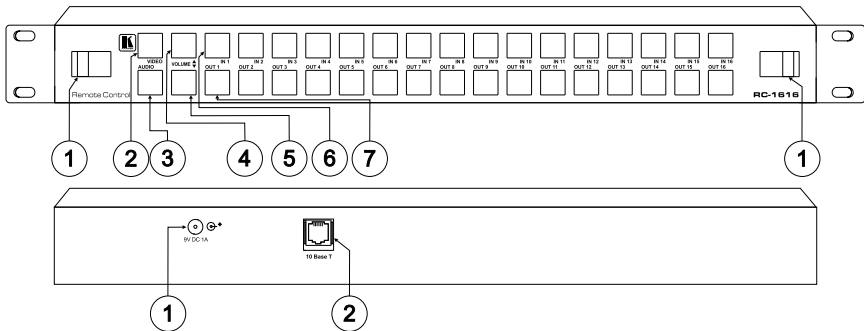 K
VIDEO
AUDIO
VOLUME
IN 1 IN 2 IN 3 IN 4 IN 5 IN 6 IN 7 IN 8 IN 9 IN 10 IN 11 IN 12 IN 13 IN 14 IN 15 IN 16
OUT 1 OUT 2 OUT 3 OUT 4 OUT 5 OUT 6 OUT 7 OUT 8 OUT 9 OUT 10 OUT 11 OUT 12 OUT 13 OUT 14 OUT 15 OUT 16
Remote Control
RC-1616
1 2 3 4 5 6 7 1
9V DC 1A
+
10 Base T
1 2